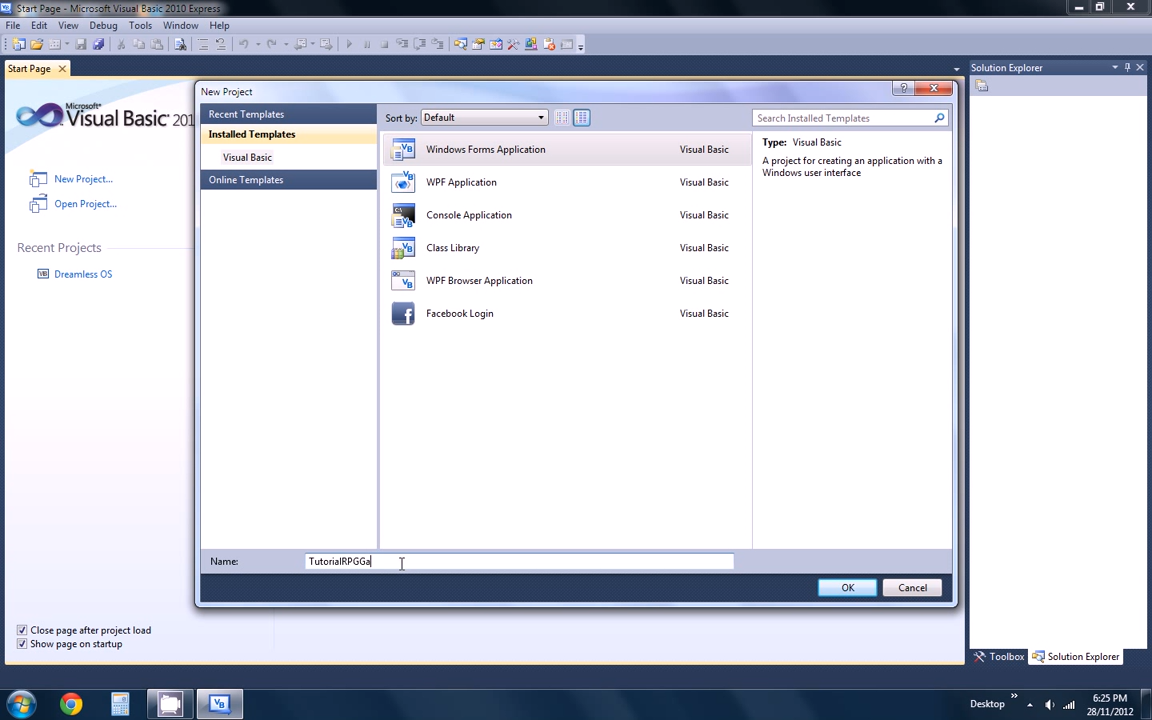 Start Page - Microsoft Visual Basic 2010 Express
File Edit View Debug Tools Window Help
Start Page
Solution Explorer
New Project
Microsoft®
Visual Basic 201
Recent Templates
Sort by: Default
Search Installed Templates
Installed Templates
Visual Basic
Online Templates
Windows Forms Application Visual Basic
WPF Application Visual Basic
Console Application Visual Basic
Class Library Visual Basic
WPF Browser Application Visual Basic
Facebook Login Visual Basic
Type: Visual Basic
A project for creating an application with a
Windows user interface
New Project...
Open Project...
Recent Projects
Dreamless OS
Name: TutorialRPGGa
OK Cancel
Close page after project load
Show page on startup
Toolbox Solution Explorer
Desktop
6:25 PM
28/11/2012